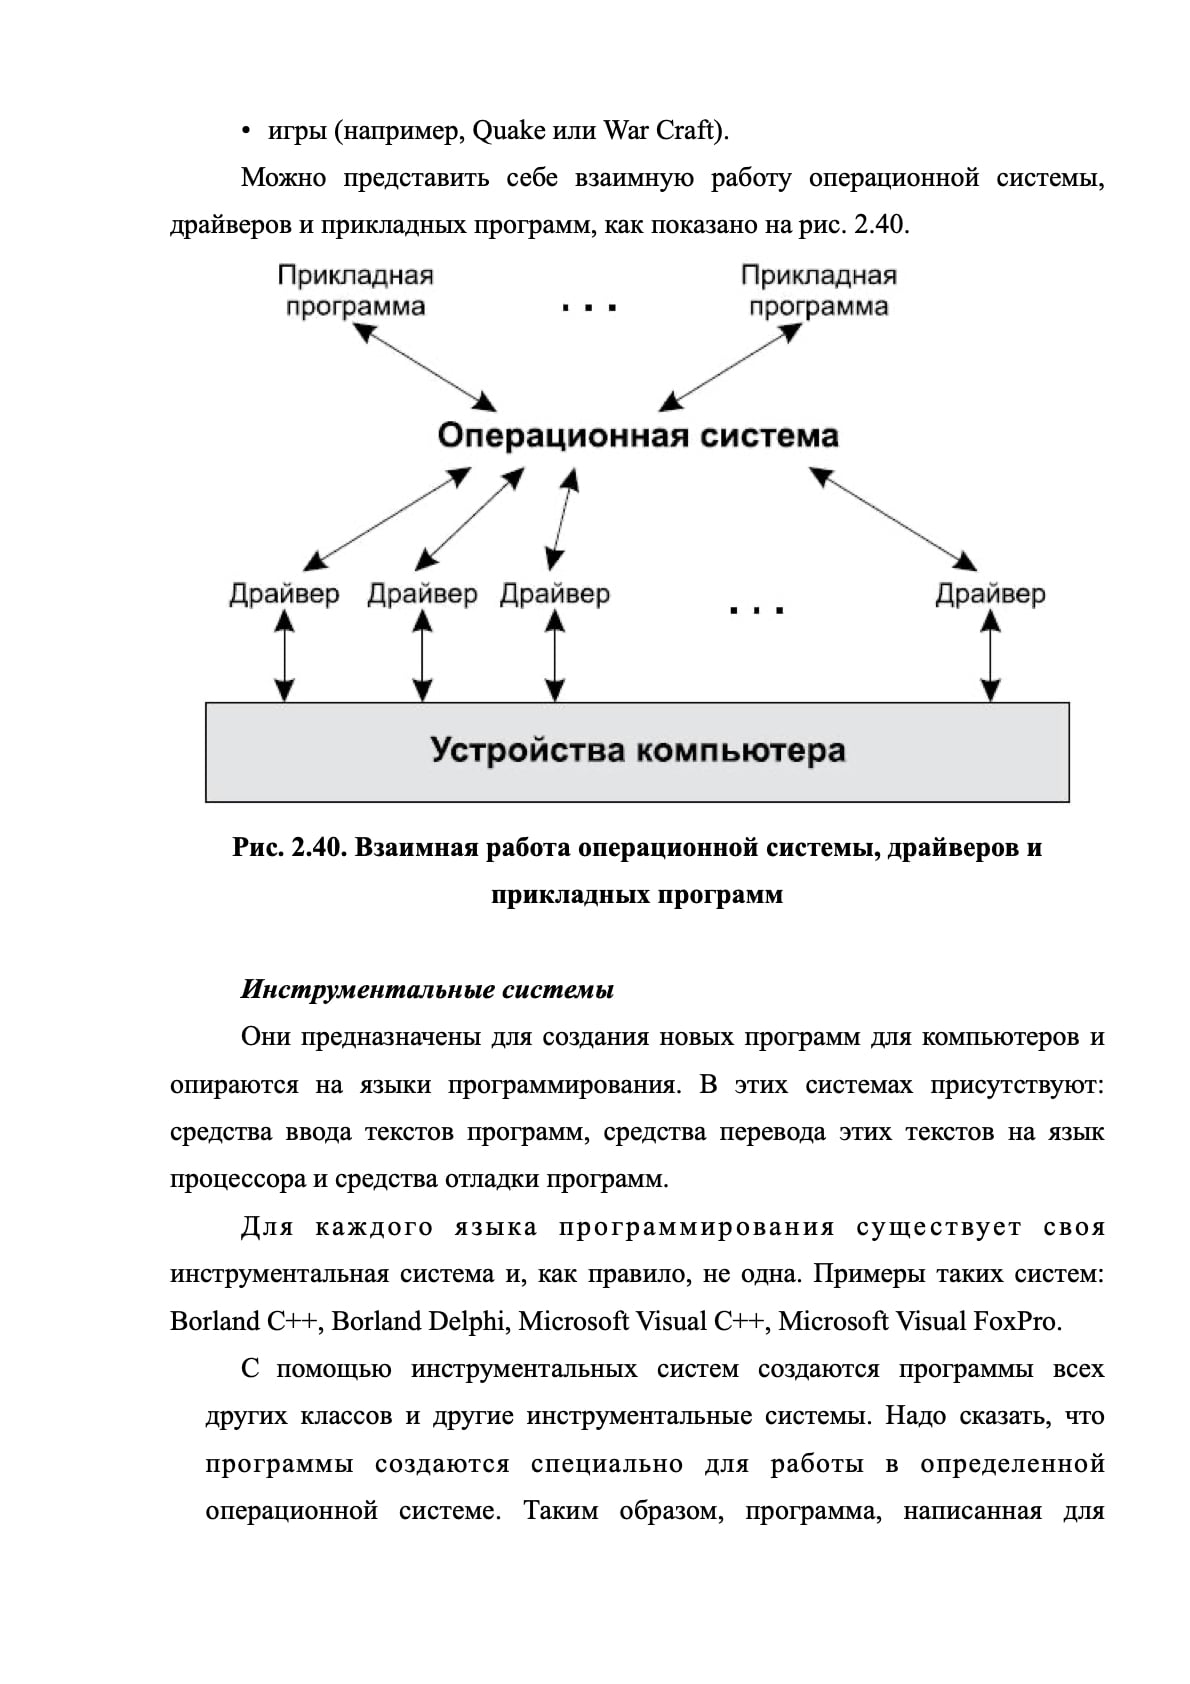 • игры (например, Quake или War Craft).
Можно представить себе взаимную работу операционной системы,
драйверов и прикладных программ, как показано на рис. 2.40.
Прикладная
программа
. . .
Прикладная
программа
Операционная система
Драйвер Драйвер Драйвер . . . Драйвер
Устройства компьютера
Рис. 2.40. Взаимная работа операционной системы, драйверов и
прикладных программ
Инструментальные системы
Они предназначены для создания новых программ для компьютеров и
опираются на языки программирования. В этих системах присутствуют:
средства ввода текстов программ, средства перевода этих текстов на язык
процессора и средства отладки программ.
Для каждого языка программирования существует своя
инструментальная система и, как правило, не одна. Примеры таких систем:
Borland C++, Borland Delphi, Microsoft Visual C++, Microsoft Visual FoxPro.
С помощью инструментальных систем создаются программы всех
других классов и другие инструментальные системы. Надо сказать, что
программы создаются специально для работы в определенной
операционной системе. Таким образом, программа, написанная для